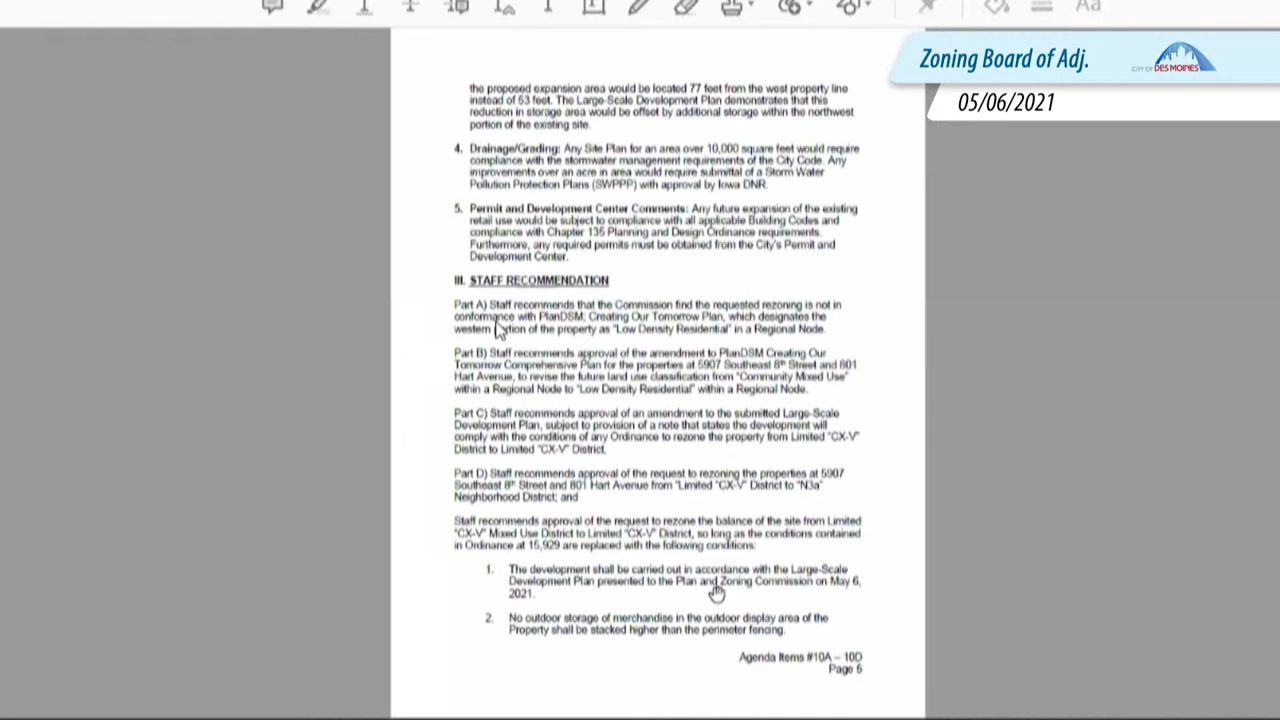 Aa
Zoning Board of Adj.
CITY OF DES MOINES
05/06/2021
the proposed expansion area would be located 77 feet from the west property line
instead of 63 feet. The Large-Scale Development Plan demonstrates that this
reduction in storage area would be offset by additional storage within the northwest
portion of the existing site.
4. Drainage/Grading: Any Site Plan for an area over 10,000 square feet would require
compliance with the stormwater management requirements of the City Code. Any
improvements over an acre in area would require submittal of a Storm Water
Pollution Protection Plans (SWPPP) with approval by Iowa DNR.
5. Permit and Development Center Comments: Any future expansion of the existing
retail use would be subject to compliance with all applicable Building Codes and
compliance with Chapter 135 Planning and Design Ordinance requirements.
Furthermore, any required permits must be obtained from the City's Permit and
Development Center.
III. STAFF RECOMMENDATION
Part A) Staff recommends that the Commission find the requested rezoning is not in
conformance with PlanDSM: Creating Our Tomorrow Plan, which designates the
western portion of the property as "Low Density Residential" in a Regional Node.
Part B) Staff recommends approval of the amendment to PlanDSM Creating Our
Tomorrow Comprehensive Plan for the properties at 5907 Southeast 8th Street and 801
Hart Avenue, to revise the future land use classification from "Community Mixed Use"
within a Regional Node to "Low Density Residential" within a Regional Node.
Part C) Staff recommends approval of an amendment to the submitted Large-Scale
Development Plan, subject to provision of a note that states the development will
comply with the conditions of any Ordinance to rezone the property from Limited "CX-V"
District to Limited "CX-V" District.
Part D) Staff recommends approval of the request to rezoning the properties at 5907
Southeast 8th Street and 801 Hart Avenue from "Limited "CX-V" District to "N3a"
Neighborhood District; and
Staff recommends approval of the request to rezone the balance of the site from Limited
"CX-V" Mixed Use District to Limited "CX-V" District, so long as the conditions contained
in Ordinance at 15,929 are replaced with the following conditions:
1. The development shall be carried out in accordance with the Large-Scale
Development Plan presented to the Plan and Zoning Commission on May 6,
2021.
2. No outdoor storage of merchandise in the outdoor display area of the
Property shall be stacked higher than the perimeter fencing.
Agenda Items #10A – 10D
Page 6